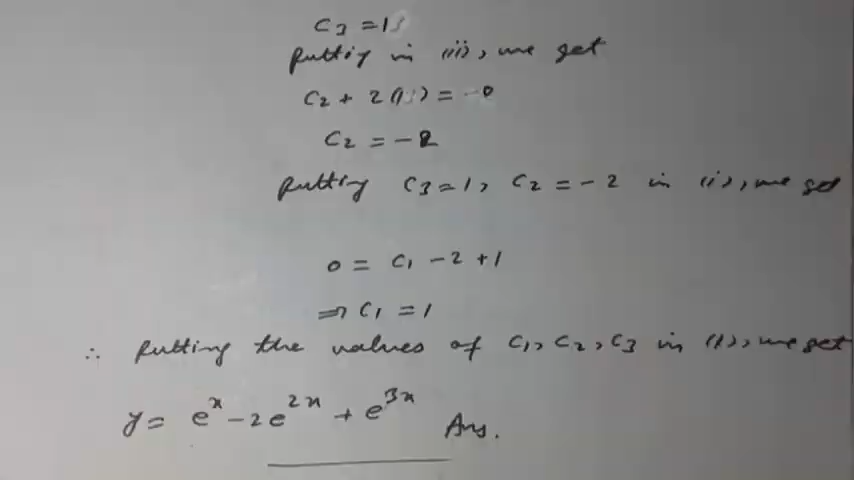 C3 = 1
Putting in (ii), we get
C2 + 2(1) = 0
C2 = -2
Putting C3 = 1, C2 = -2 in (i), we get
0 = C1 - 2 + 1
⇒ C1 = 1
∴ Putting the values of C1, C2, C3 in (1), we get
y = e^x - 2e^2x + e^3x Ans.